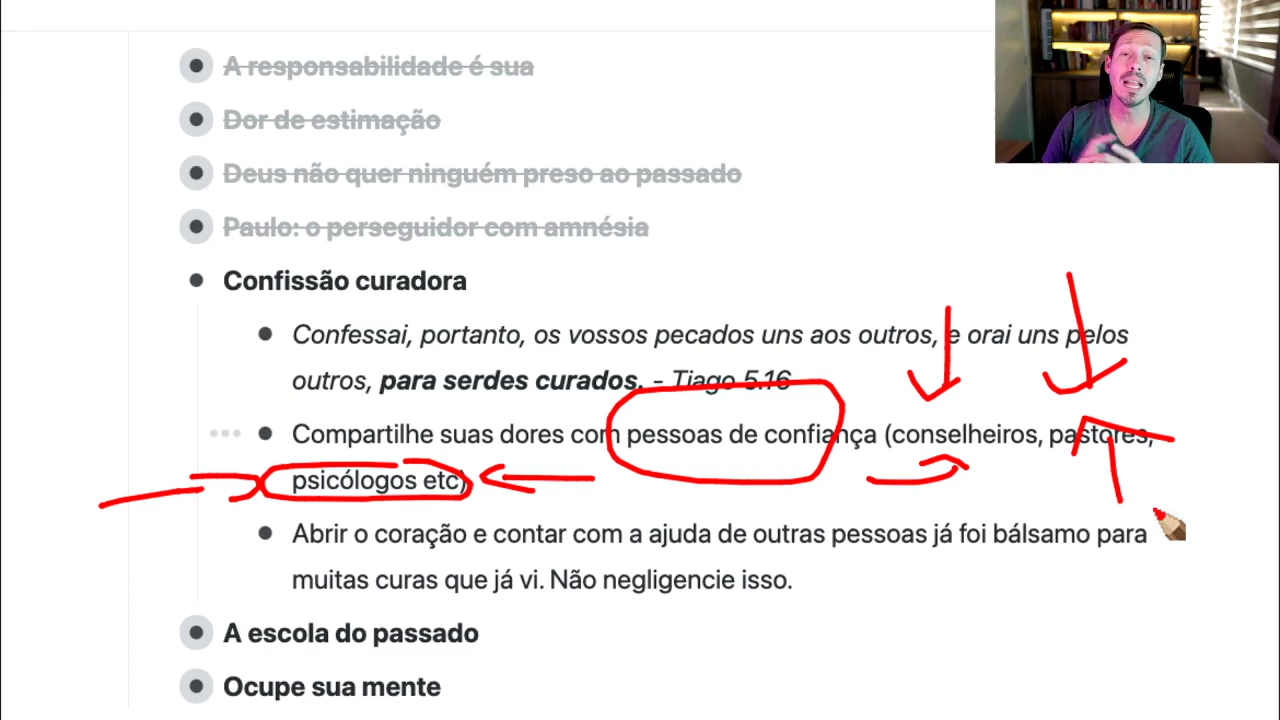 A responsabilidade é sua
Dor de estimação
Deus não quer ninguém preso ao passado
Paulo: o perseguidor com amnésia
Confissão curadora
Confessai, portanto, os vossos pecados uns aos outros, e orai uns pelos
outros, para serdes curados. - Tiago 5.16
Compartilhe suas dores com pessoas de confiança (conselheiros, pastores,
psicólogos etc)
Abrir o coração e contar com a ajuda de outras pessoas já foi bálsamo para
muitas curas que já vi. Não negligencie isso.
A escola do passado
Ocupe sua mente